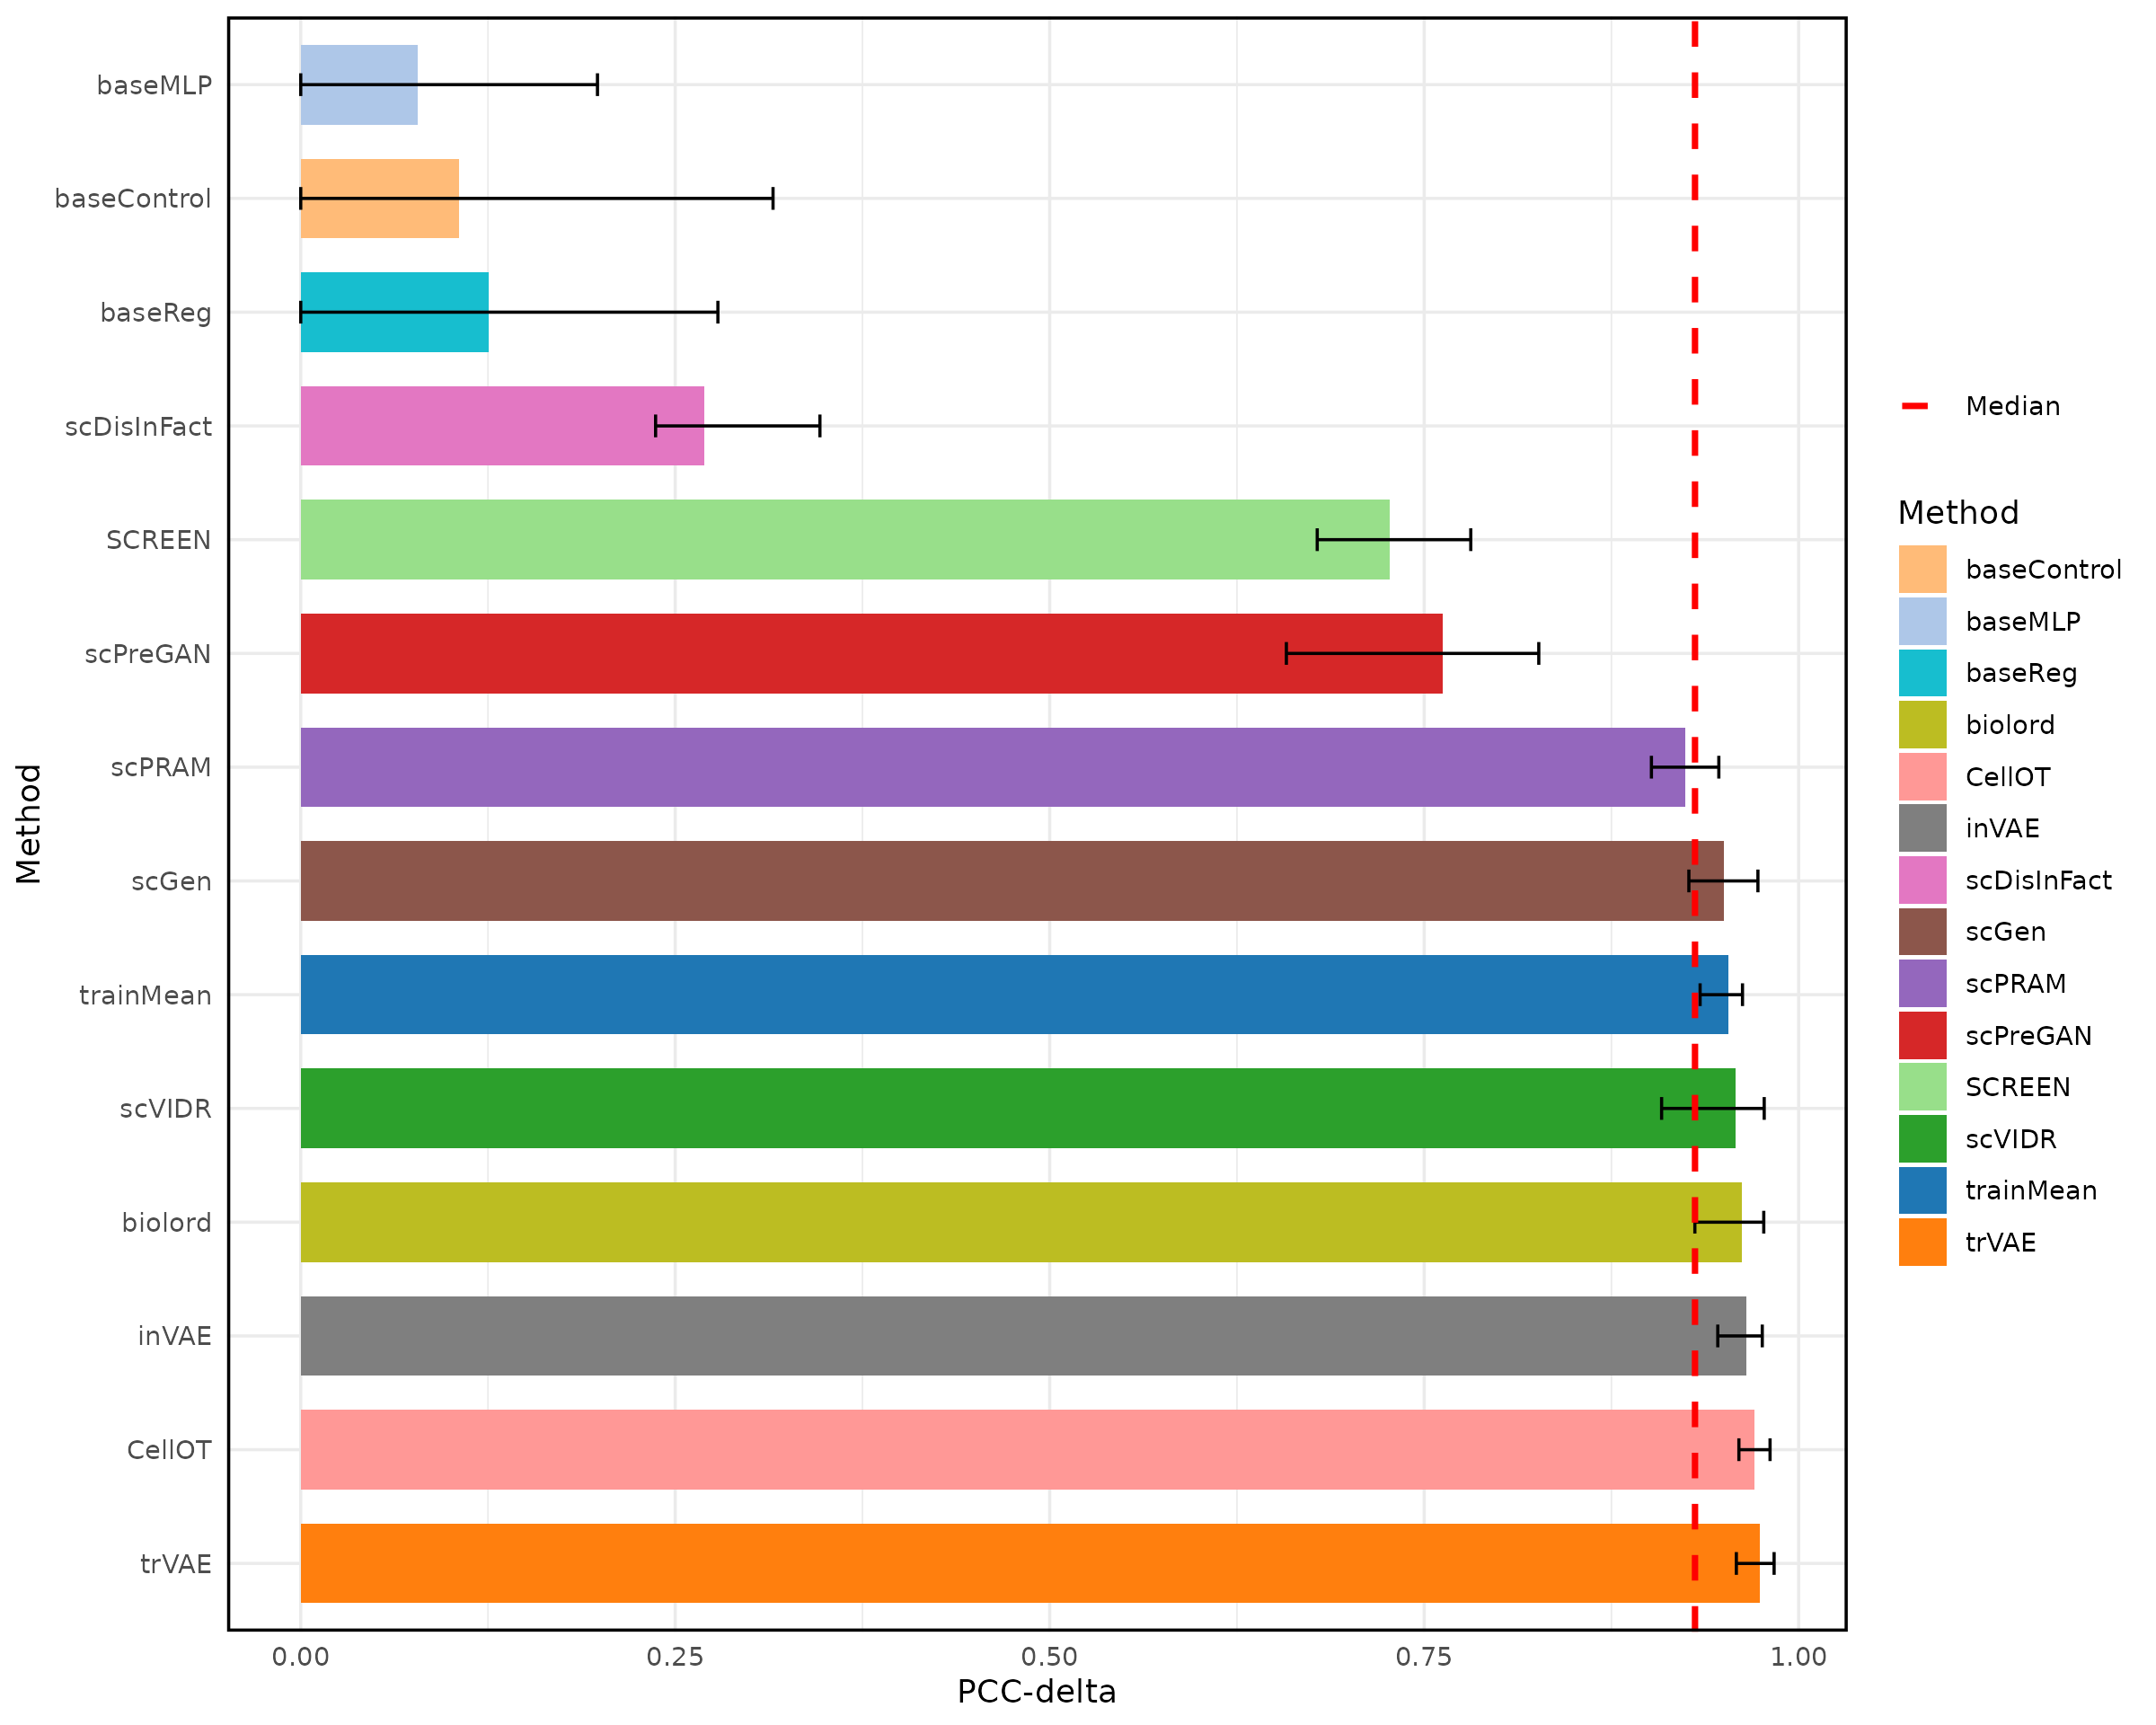 baseMLP
baseControl
baseReg
scDisInFact
SCREEN
scPreGAN
scPRAM
scGen
trainMean
scVIDR
biolord
inVAE
CellOT
trVAE
Method
0.00 0.25 0.50 0.75 1.00
PCC-delta
Median
Method
baseControl
baseMLP
baseReg
biolord
CellOT
inVAE
scDisInFact
scGen
scPRAM
scPreGAN
SCREEN
scVIDR
trainMean
trVAE